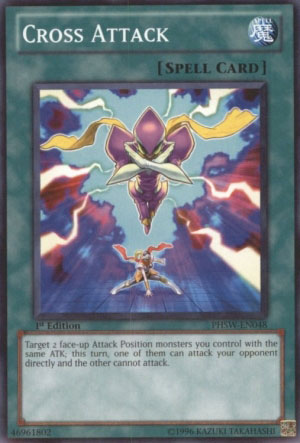 CROSS ATTACK
SPELL
魔
[SPELL CARD]
1st Edition
PHSW-EN048
Target 2 face-up Attack Position monsters you control with the
same ATK; this turn, one of them can attack your opponent
directly and the other cannot attack.
46961802
©1996 KAZUKI TAKAHASHI